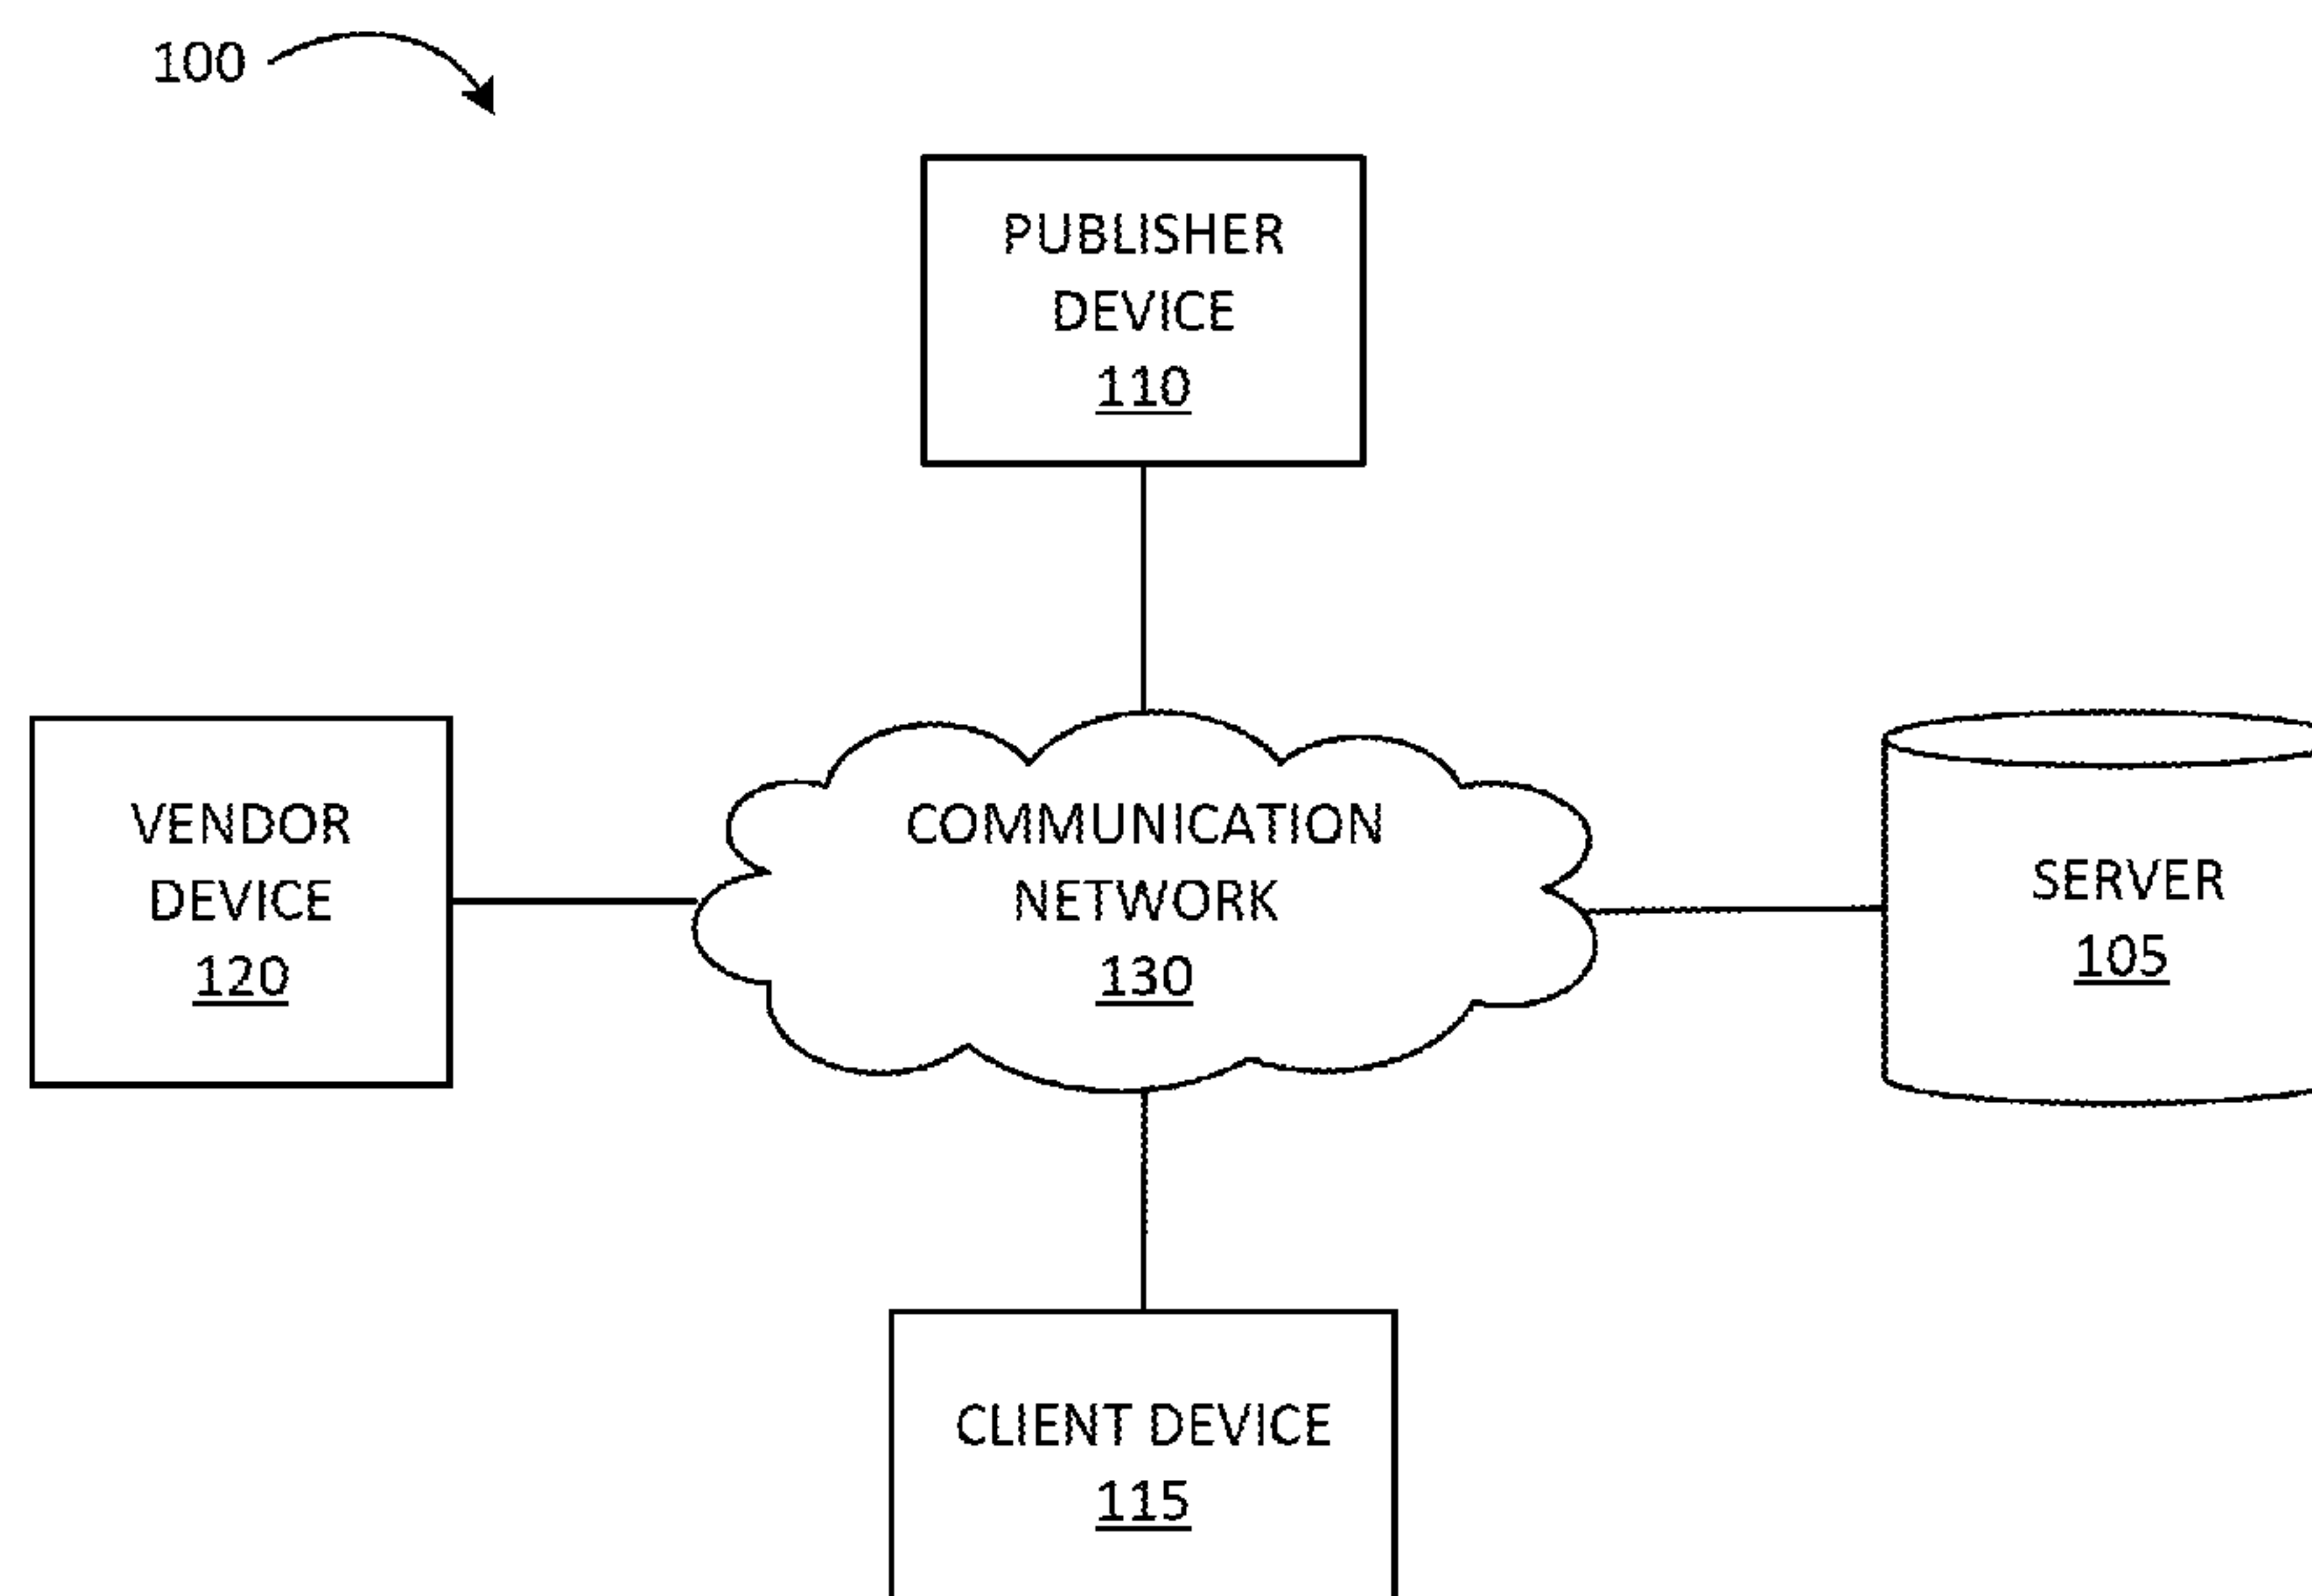 100
PUBLISHER
DEVICE
110
VENDOR
DEVICE
120
COMMUNICATION
NETWORK
130
SERVER
105
CLIENT DEVICE
115